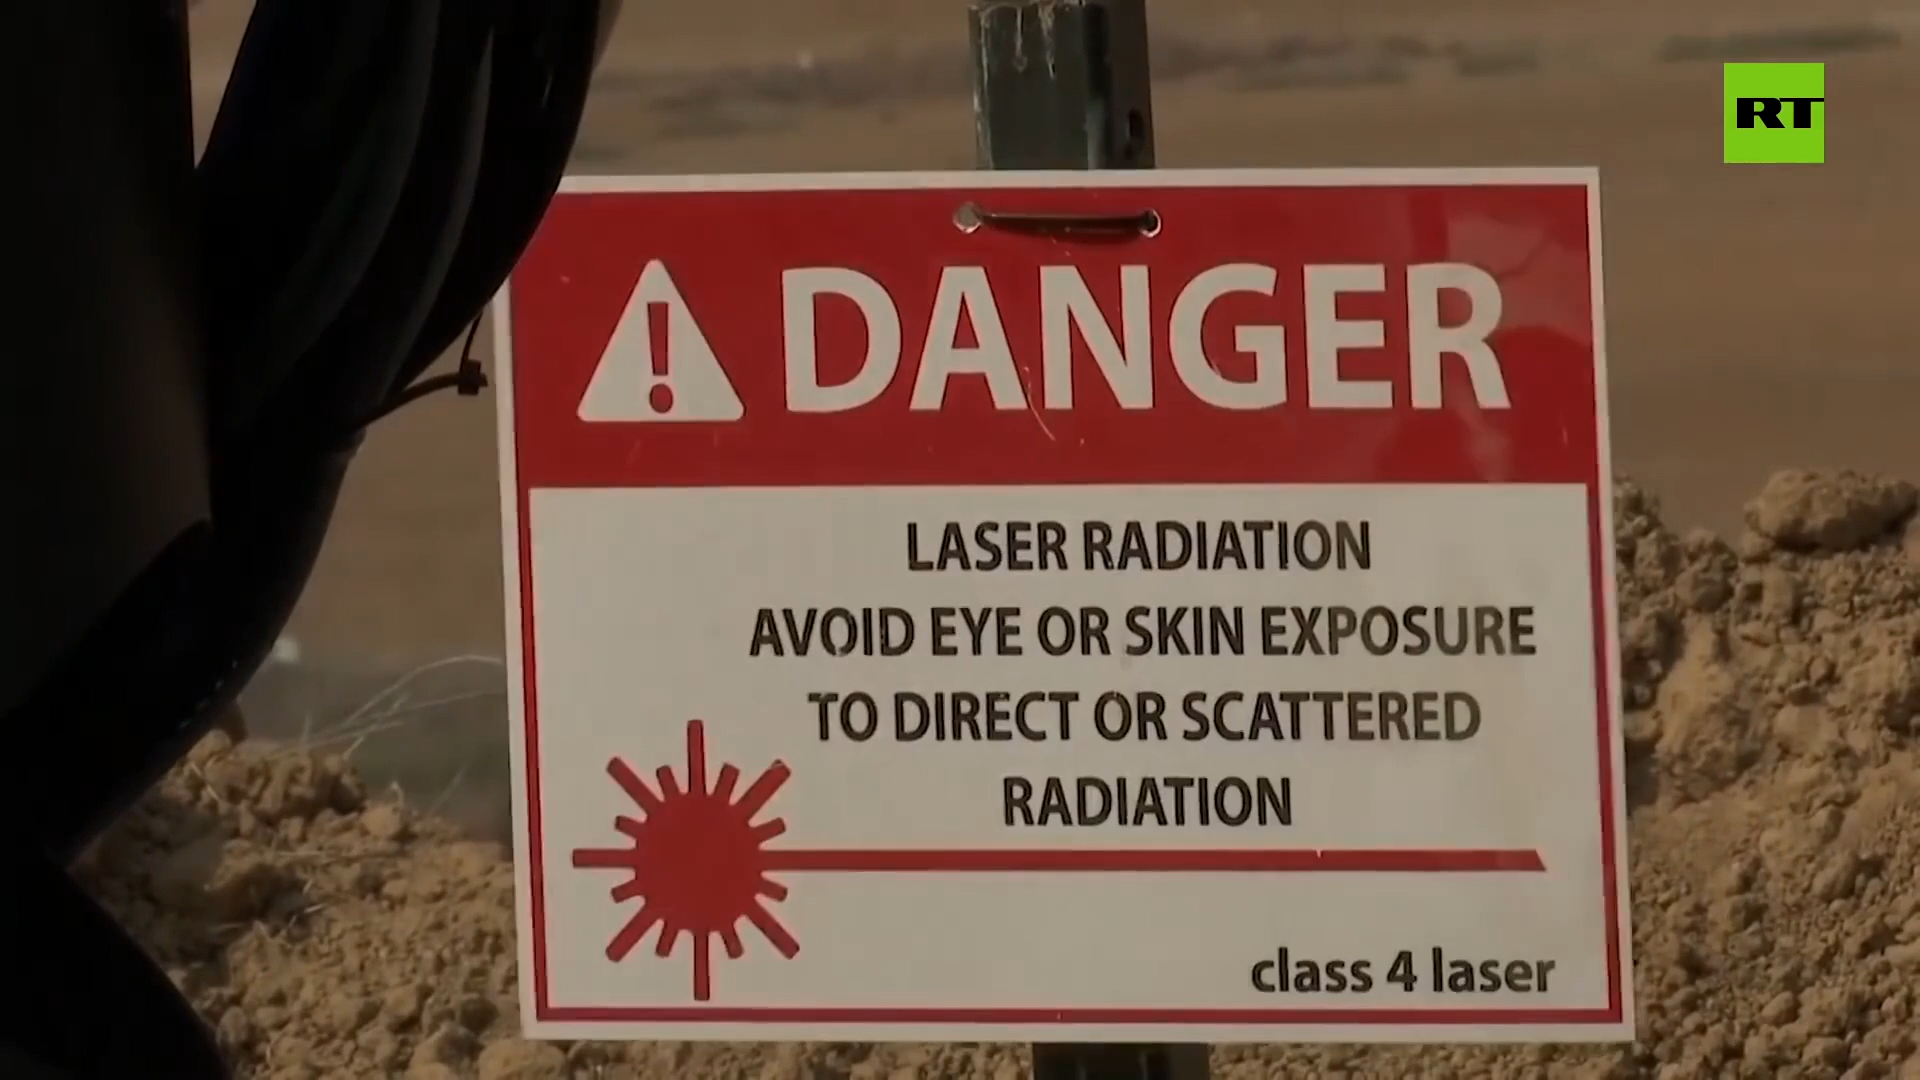 RT
DANGER
LASER RADIATION
AVOID EYE OR SKIN EXPOSURE
TO DIRECT OR SCATTERED
RADIATION
class 4 laser